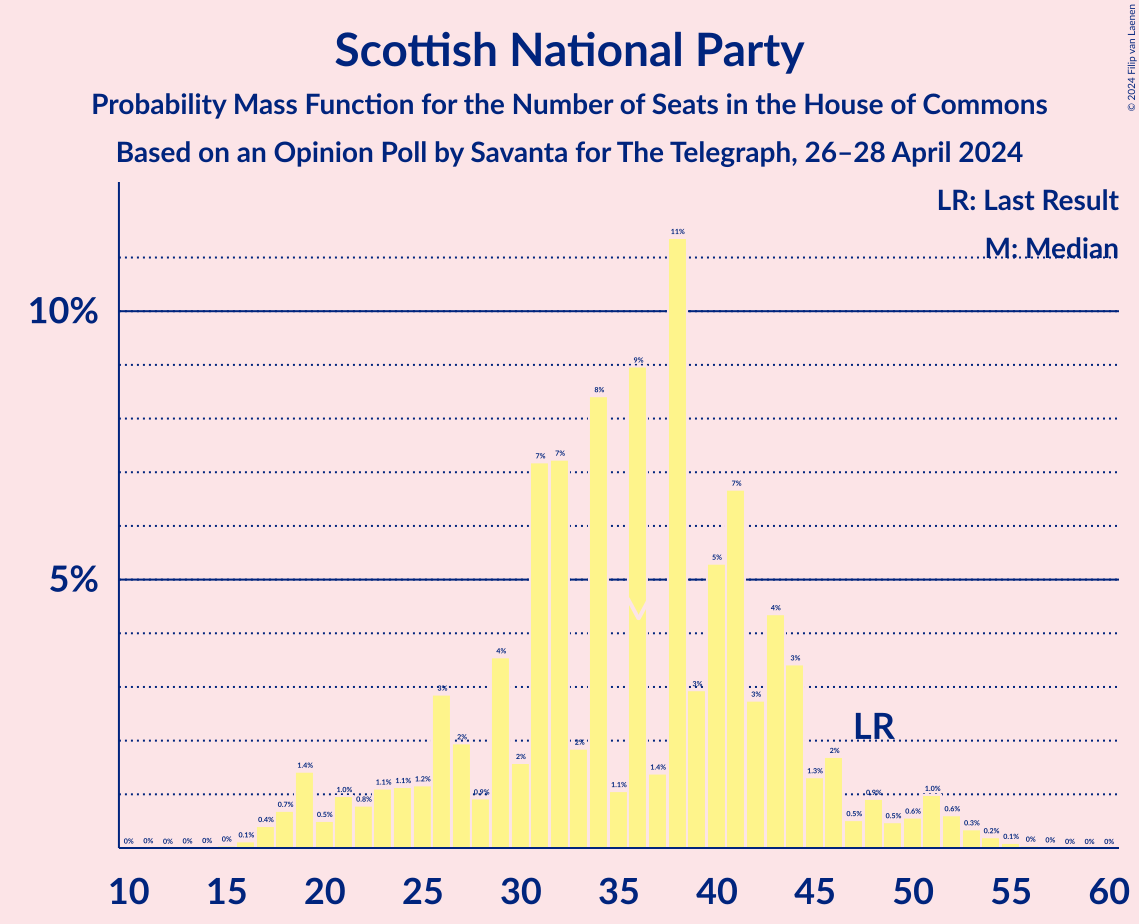 Scottish National Party
Probability Mass Function for the Number of Seats in the House of Commons
Based on an Opinion Poll by Savanta for The Telegraph, 26–28 April 2024
© 2024 Filip van Laenen
LR: Last Result
M: Median
10%
5%
0% 0% 0% 0% 0% 0% 0.1% 0.4% 0.7% 1.4% 0.5% 1.0% 0.8% 1.1% 1.1% 1.2% 3% 2% 0.9% 4% 2% 7% 7% 2% 8% 1.1% 9% 1.4% 11% 3% 5% 7% 3% 4% 3% 1.3% 2% 0.5% 0.9% 0.5% 0.6% 1.0% 0.6% 0.3% 0.2% 0.1% 0% 0% 0% 0% 0%
LR
10 15 20 25 30 35 40 45 50 55 60